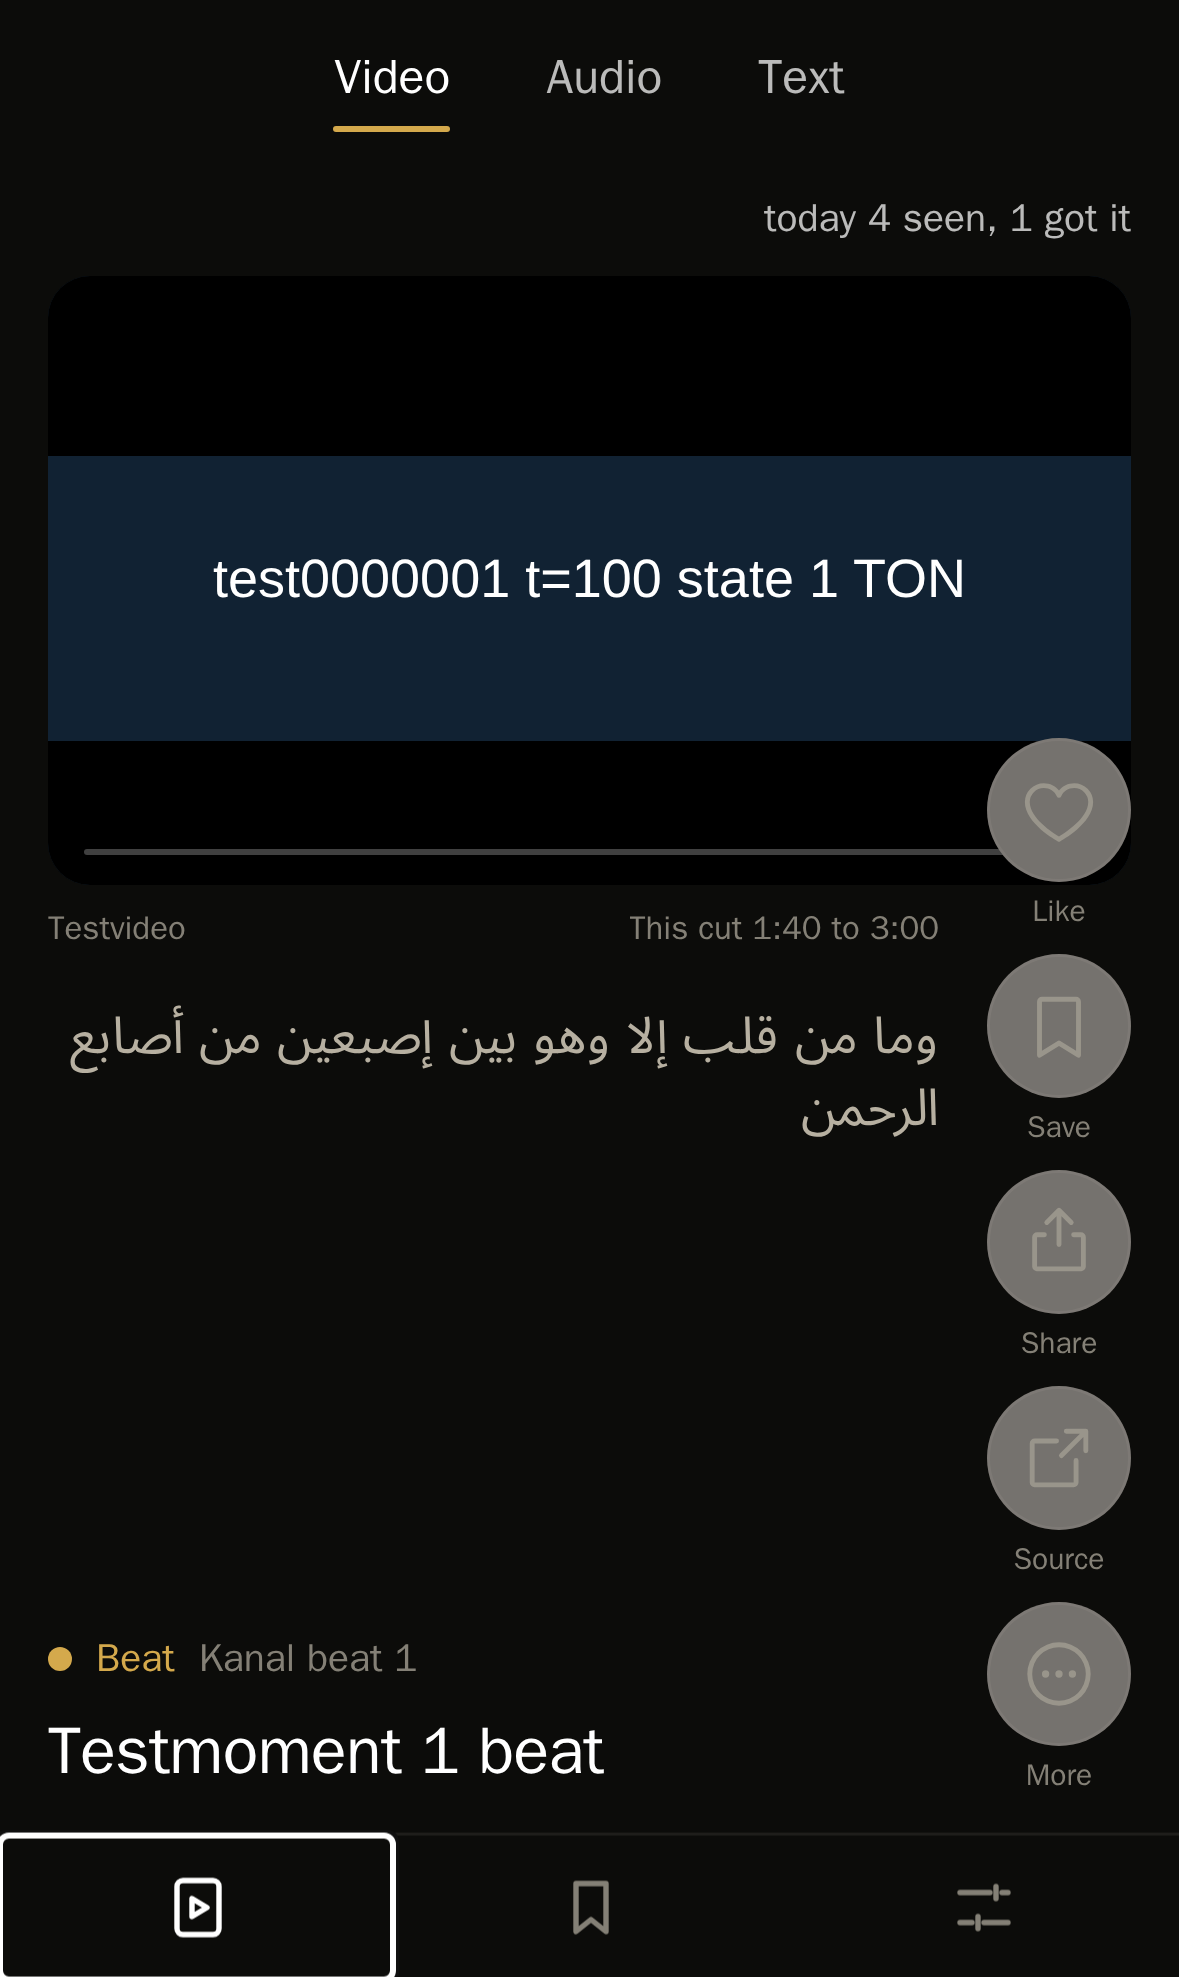 Video Audio Text
today 4 seen, 1 got it
test0000001 t=100 state 1 TON
Like
Testvideo This cut 1:40 to 3:00
وما من قلب إلا وهو بين إصبعين من أصابع
الرحمن
Save
Share
Source
Beat Kanal beat 1
Testmoment 1 beat
More